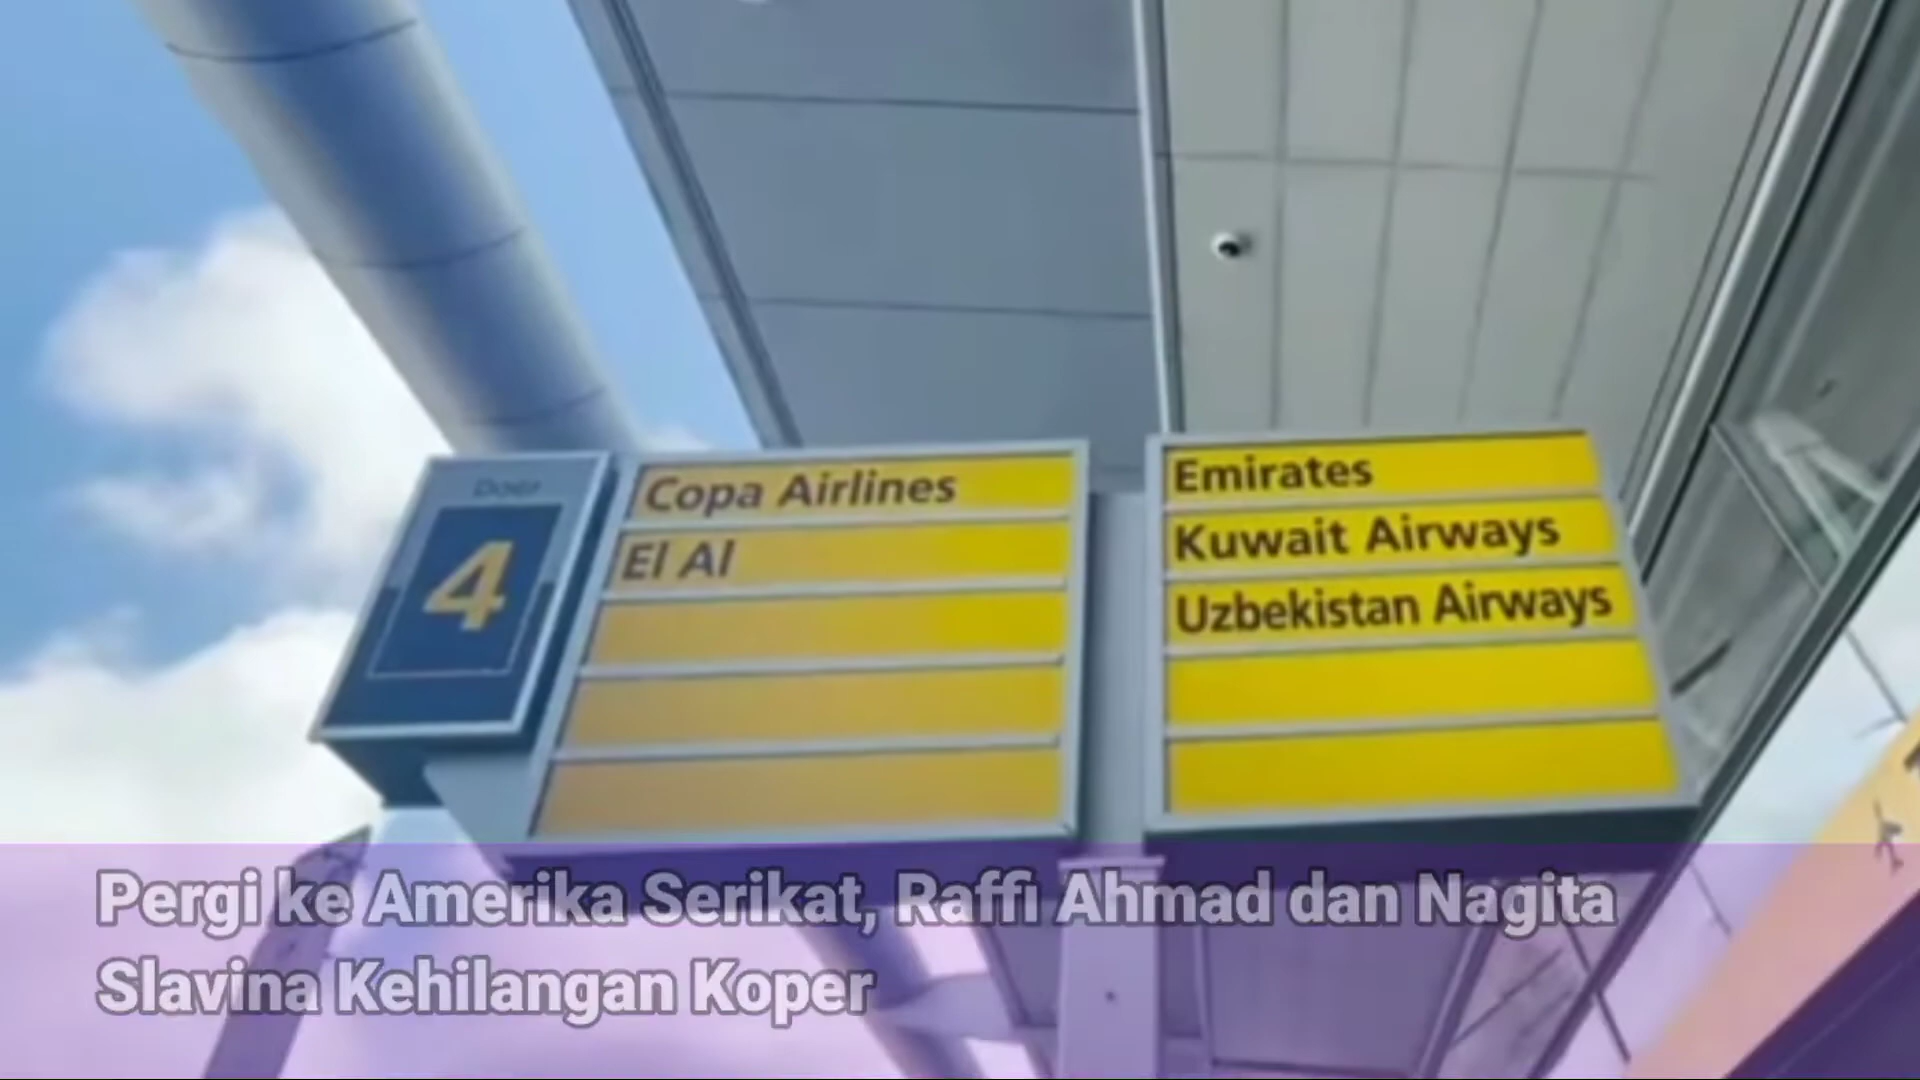 Door
4
Copa Airlines
El Al
Emirates
Kuwait Airways
Uzbekistan Airways
Pergi ke Amerika Serikat, Raffi Ahmad dan Nagita
Slavina Kehilangan Koper